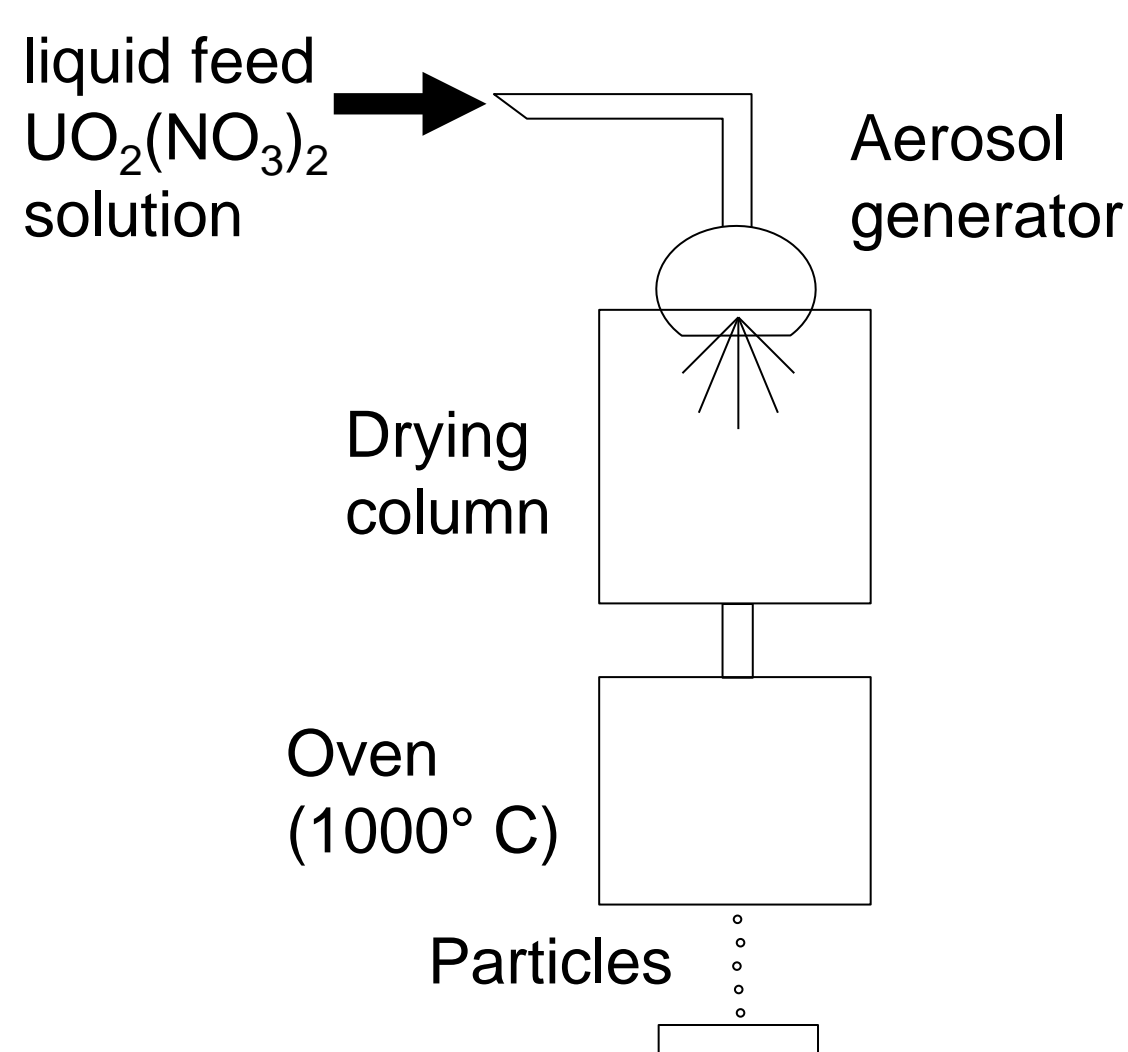 liquid feed
UO₂(NO₃)₂
solution
Aerosol
generator
Drying
column
Oven
(1000° C)
Particles